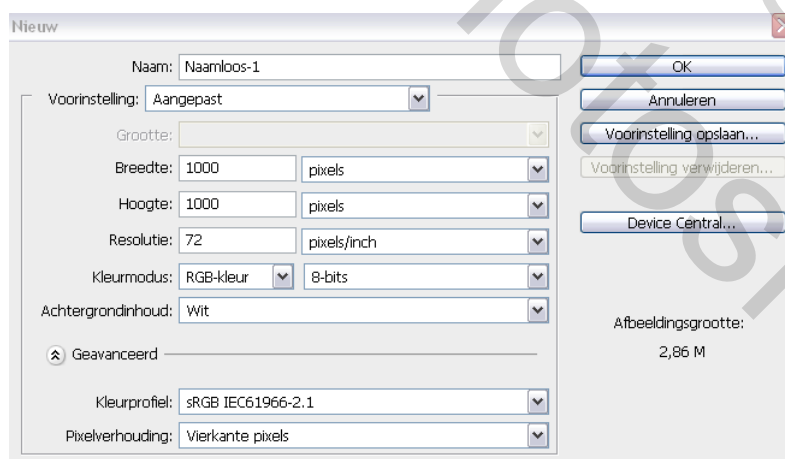 Nieuw
Naam: Naamloos-1
OK
Voorinstelling: Aangepast
Annuleren
Grootte:
Voorinstelling opslaan...
Breedte: 1000 pixels
Voorinstelling verwijderen...
Hoogte: 1000 pixels
Device Central...
Resolutie: 72 pixels/inch
Kleurmodus: RGB-kleur 8-bits
Achtergrondinhoud: Wit
Afbeeldingsgrootte:
2,86 M
Geavanceerd
Kleurprofiel: sRGB IEC61966-2.1
Pixelverhouding: Vierkante pixels